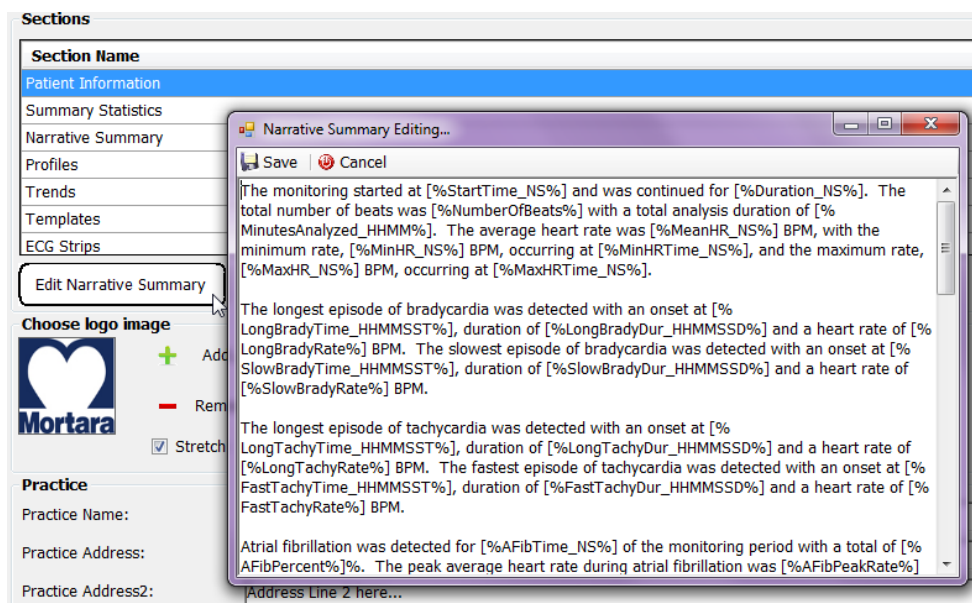 Sections
Section Name
Patient Information
Summary Statistics
Narrative Summary
Profiles
Trends
Templates
ECG Strips
Edit Narrative Summary
Choose logo image
Mortara
Add
Rem
Stretch
Practice
Practice Name:
Practice Address:
Practice Address2:
Address Line 2 here...
Narrative Summary Editing...
Save
Cancel
The monitoring started at [%StartTime_NS%] and was continued for [%Duration_NS%]. The
total number of beats was [%NumberOfBeats%] with a total analysis duration of [%
MinutesAnalyzed_HHMM%]. The average heart rate was [%MeanHR_NS%] BPM, with the
minimum rate, [%MinHR_NS%] BPM, occurring at [%MinHRTime_NS%], and the maximum rate,
[%MaxHR_NS%] BPM, occurring at [%MaxHRTime_NS%].
The longest episode of bradycardia was detected with an onset at [%
LongBradyTime_HHMMSST%], duration of [%LongBradyDur_HHMMSSD%] and a heart rate of [%
LongBradyRate%] BPM. The slowest episode of bradycardia was detected with an onset at [%
SlowBradyTime_HHMMSST%], duration of [%SlowBradyDur_HHMMSSD%] and a heart rate of
[%SlowBradyRate%] BPM.
The longest episode of tachycardia was detected with an onset at [%
LongTachyTime_HHMMSST%], duration of [%LongTachyDur_HHMMSSD%] and a heart rate of
[%LongTachyRate%] BPM. The fastest episode of tachycardia was detected with an onset at [%
FastTachyTime_HHMMSST%], duration of [%FastTachyDur_HHMMSSD%] and a heart rate of [%
FastTachyRate%] BPM.
Atrial fibrillation was detected for [%AFibTime_NS%] of the monitoring period with a total of [%
AFibPercent%]%. The peak average heart rate during atrial fibrillation was [%AFibPeakRate%]